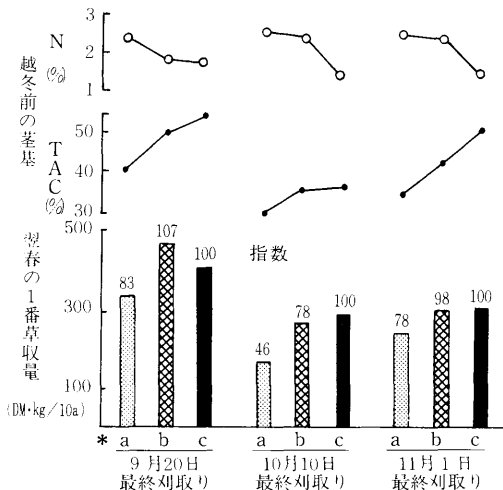 越冬前の茎基
N
(%)
3
2
1
TAC
(%)
50
40
30
翌春の1番草収量
(DM・kg/10a)
500
300
100
指数
83 107 100
46 78 100
78 98 100
* a b c a b c a b c
9月20日 10月10日 11月1日
最終刈取り 最終刈取り 最終刈取り